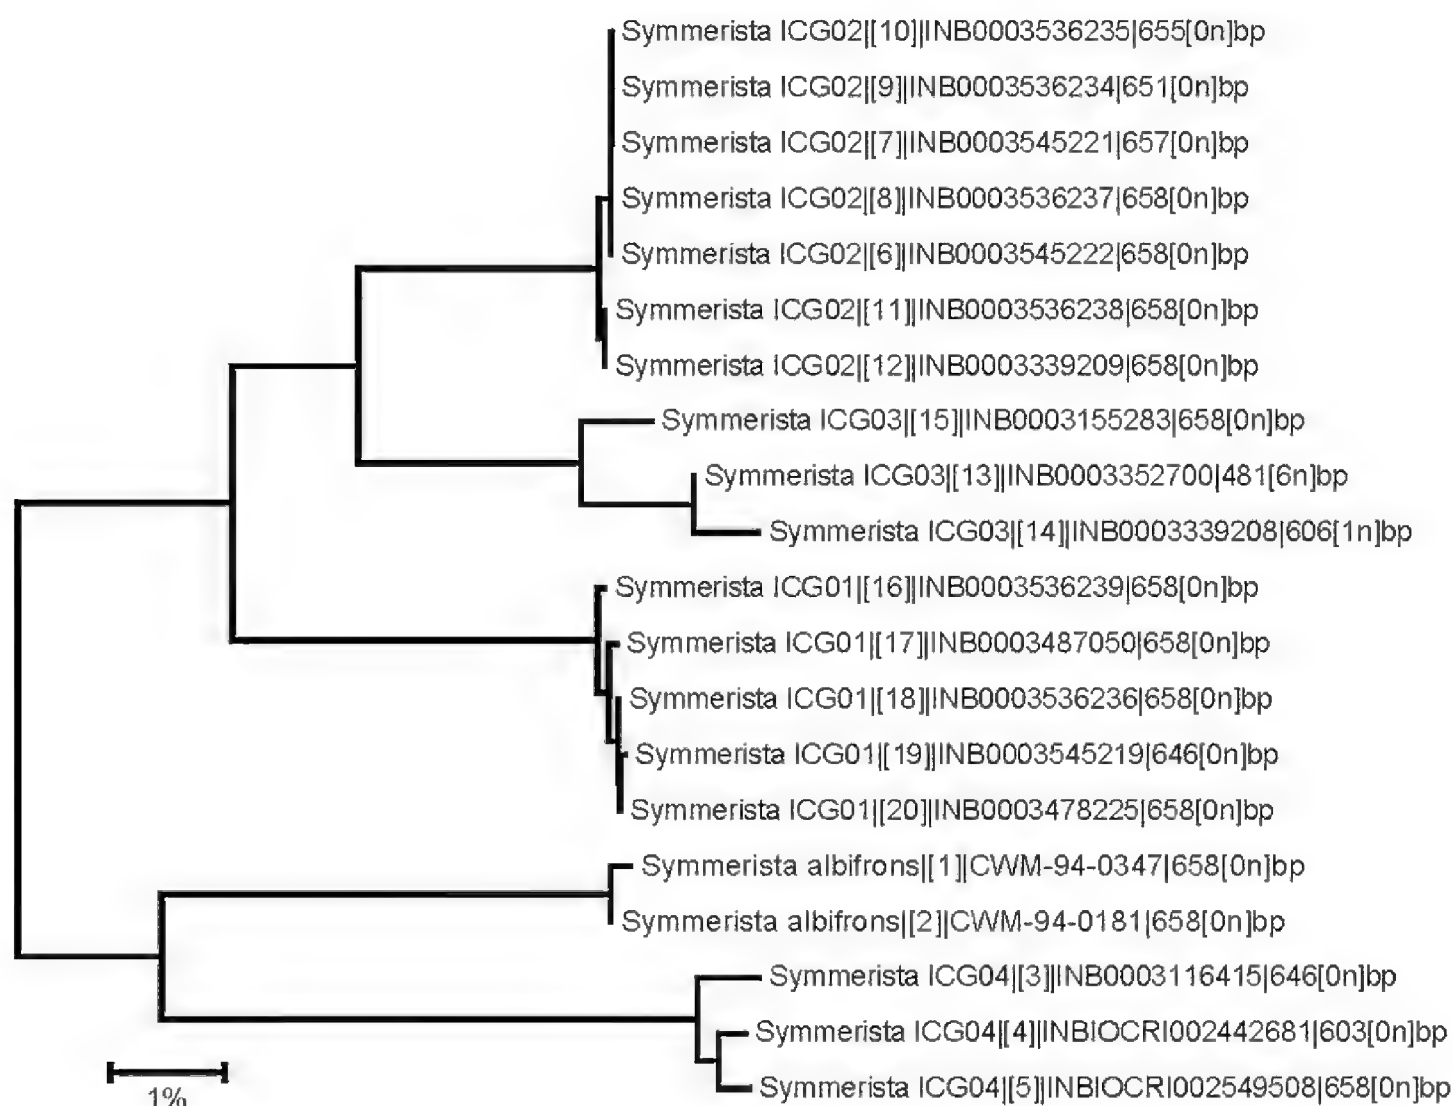 Symmerista ICG02|[10]|INB0003536235|655[0n]bp
Symmerista ICG02|[9]|INB0003536234|651[0n]bp
Symmerista ICG02|[7]|INB0003545221|657[0n]bp
Symmerista ICG02|[8]|INB0003536237|658[0n]bp
Symmerista ICG02|[6]|INB0003545222|658[0n]bp
Symmerista ICG02|[11]|INB0003536238|658[0n]bp
Symmerista ICG02|[12]|INB0003339209|658[0n]bp
Symmerista ICG03|[15]|INB0003155283|658[0n]bp
Symmerista ICG03|[13]|INB0003352700|481[6n]bp
Symmerista ICG03|[14]|INB0003339208|606[1n]bp
Symmerista ICG01|[16]|INB0003536239|658[0n]bp
Symmerista ICG01|[17]|INB0003487050|658[0n]bp
Symmerista ICG01|[18]|INB0003536236|658[0n]bp
Symmerista ICG01|[19]|INB0003545219|646[0n]bp
Symmerista ICG01|[20]|INB0003478225|658[0n]bp
Symmerista albifrons|[1]|CWM-94-0347|658[0n]bp
Symmerista albifrons|[2]|CWM-94-0181|658[0n]bp
Symmerista ICG04|[3]|INB0003116415|646[0n]bp
Symmerista ICG04|[4]|INBIOCRI002442681|603[0n]bp
Symmerista ICG04|[5]|INBIOCRI002549508|658[0n]bp
1%